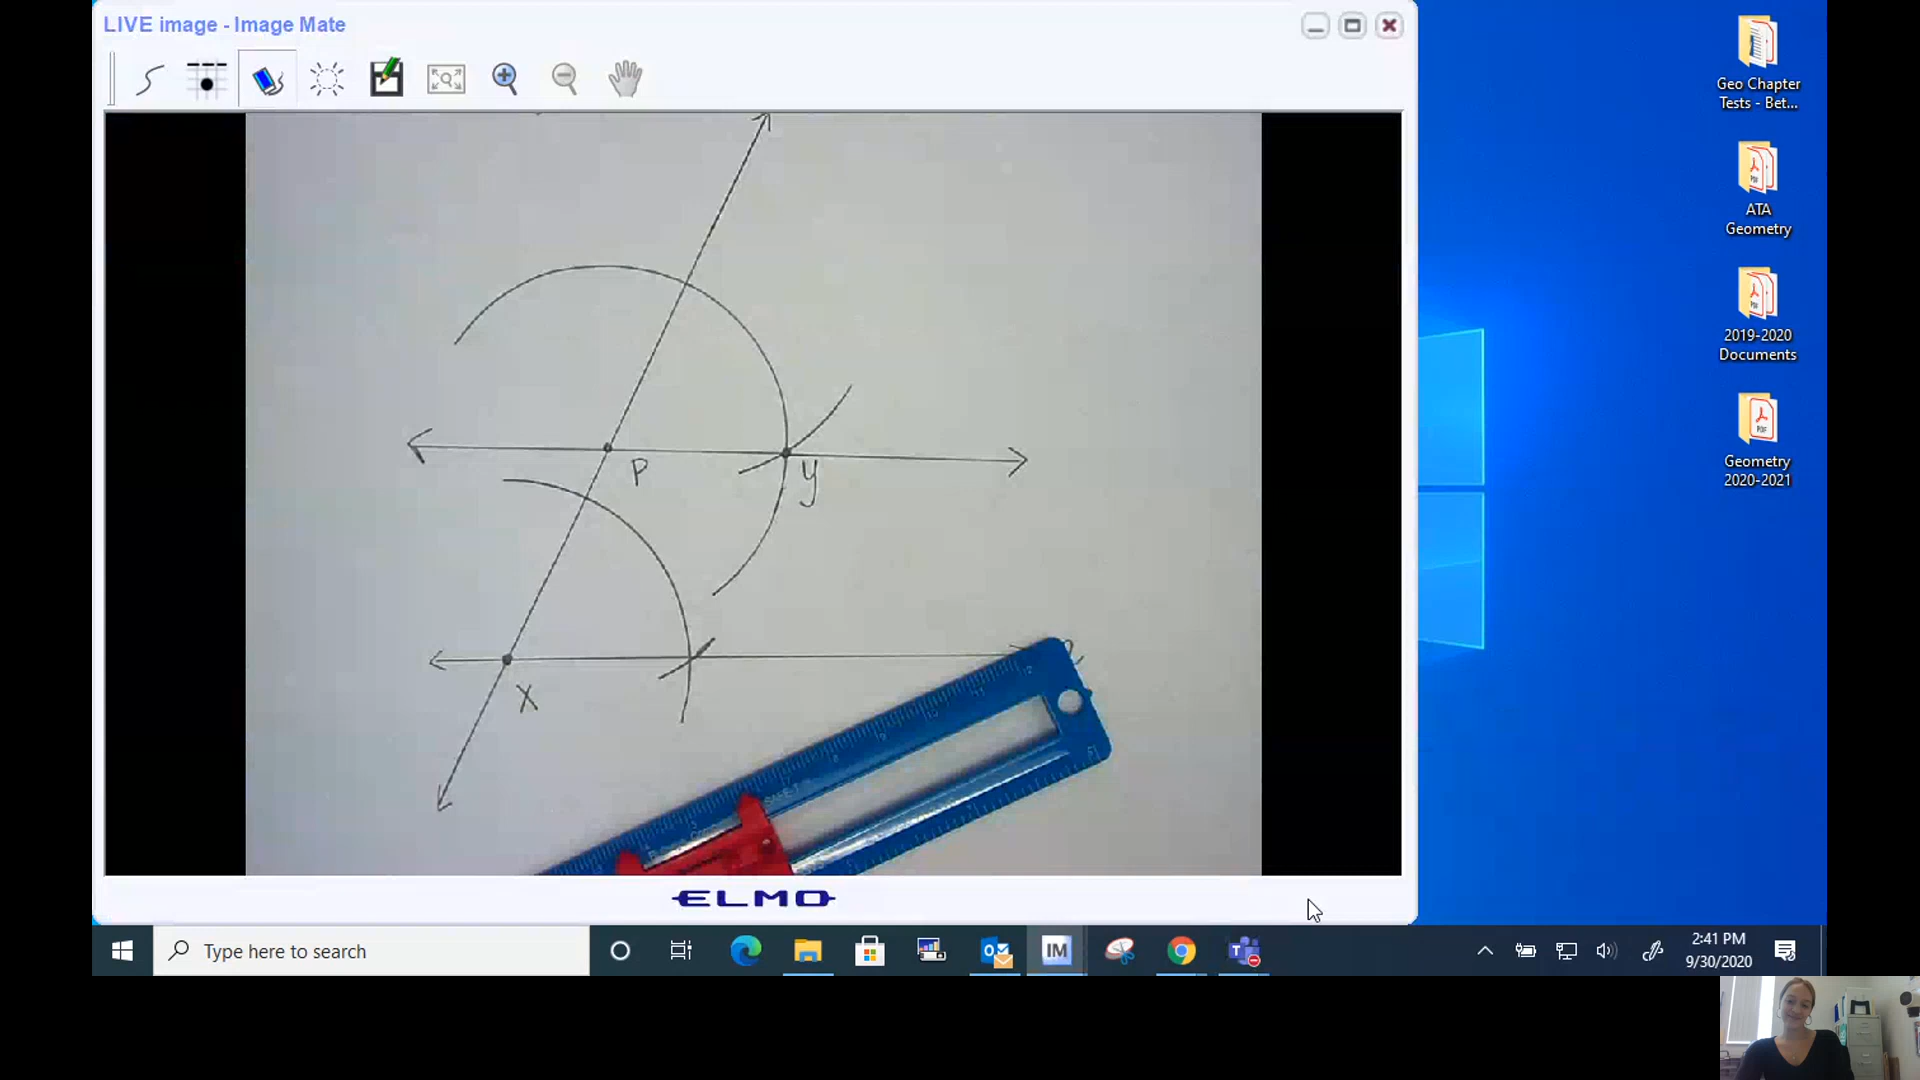 LIVE image - Image Mate
Geo Chapter
Tests - Bet...
ATA
Geometry
2019-2020
Documents
Geometry
2020-2021
P
y
X
ELMO
Type here to search
IM
2:41 PM
9/30/2020